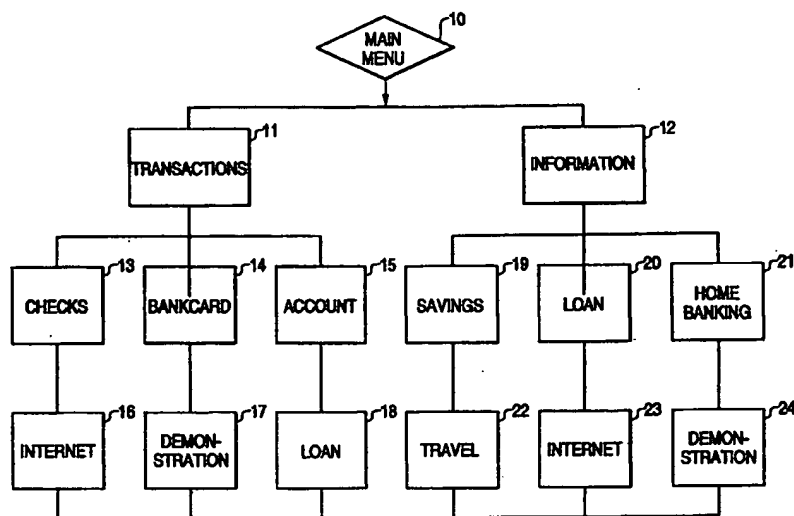 10
MAIN
MENU
11
TRANSACTIONS
12
INFORMATION
13
CHECKS
14
BANKCARD
15
ACCOUNT
19
SAVINGS
20
LOAN
21
HOME
BANKING
16
INTERNET
17
DEMON-
STRATION
18
LOAN
22
TRAVEL
23
INTERNET
24
DEMON-
STRATION